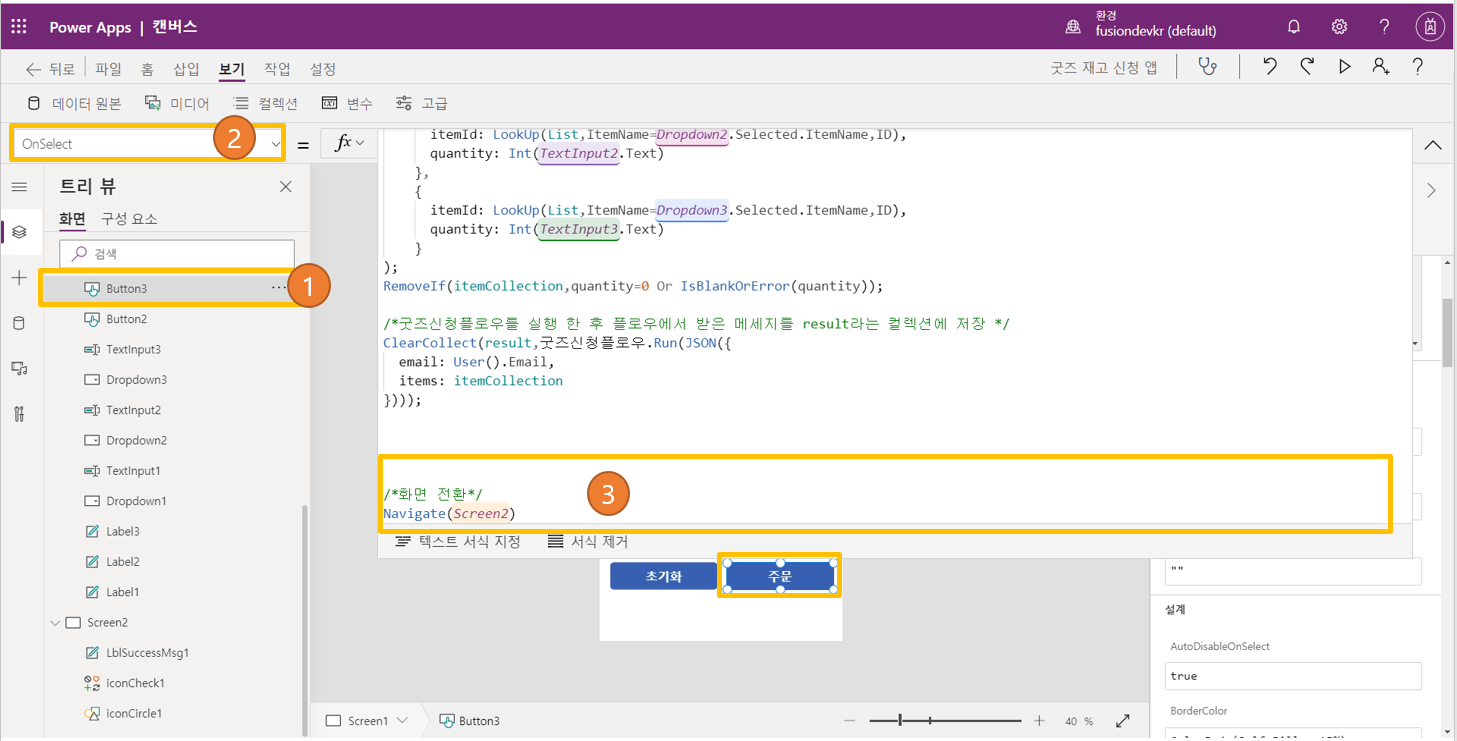 Power Apps | 캔버스
환경
fusiondevkr (default)
뒤로 파일 홈 삽입 보기 작업 설정
굿즈 재고 신청 앱
데이터 원본 미디어 컬렉션 변수 고급
OnSelect
2
= fx
itemId: LookUp(List,ItemName=Dropdown2.Selected.ItemName,ID),
quantity: Int(TextInput2.Text)
},
{
itemId: LookUp(List,ItemName=Dropdown3.Selected.ItemName,ID),
quantity: Int(TextInput3.Text)
}
);
RemoveIf(itemCollection,quantity=0 Or IsBlankOrError(quantity));
/*굿즈신청플로우를 실행 한 후 플로우에서 받은 메세지를 result라는 컬렉션에 저장 */
ClearCollect(result,굿즈신청플로우.Run(JSON({
email: User().Email,
items: itemCollection
})));
/*화면 전환*/
Navigate(Screen2)
3
텍스트 서식 지정 서식 제거
트리 뷰
화면 구성 요소
검색
Button3 ...
1
Button2
TextInput3
Dropdown3
TextInput2
Dropdown2
TextInput1
Dropdown1
Label3
Label2
Label1
Screen2
LblSuccessMsg1
iconCheck1
iconCircle1
초기화 주문
Screen1 Button3
40 %
""
설계
AutoDisableOnSelect
true
BorderColor